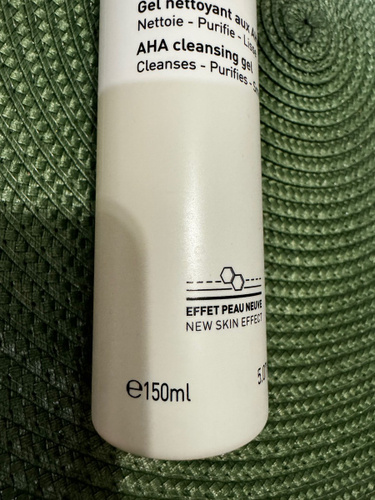 Gel nettoyant aux
Nettoie - Purifie -
AHA cleansing gel
Cleanses - Purifies -
EFFET PEAU NEUVE
NEW SKIN EFFECT
℮150ml